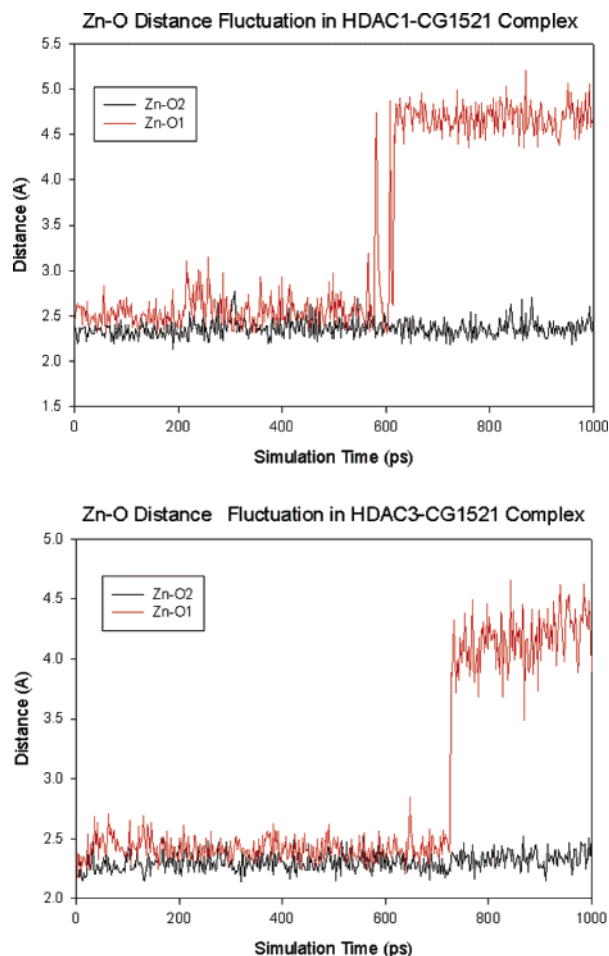 Zn-O Distance Fluctuation in HDAC1-CG1521 Complex
5.5
5.0
4.5
4.0
3.5
3.0
2.5
2.0
1.5
Distance (A)
Zn-O2
Zn-O1
0 200 400 600 800 1000
Simulation Time (ps)
Zn-O Distance Fluctuation in HDAC3-CG1521 Complex
5.0
4.5
4.0
3.5
3.0
2.5
2.0
Distance (A)
Zn-O2
Zn-O1
0 200 400 600 800 1000
Simulation Time (ps)